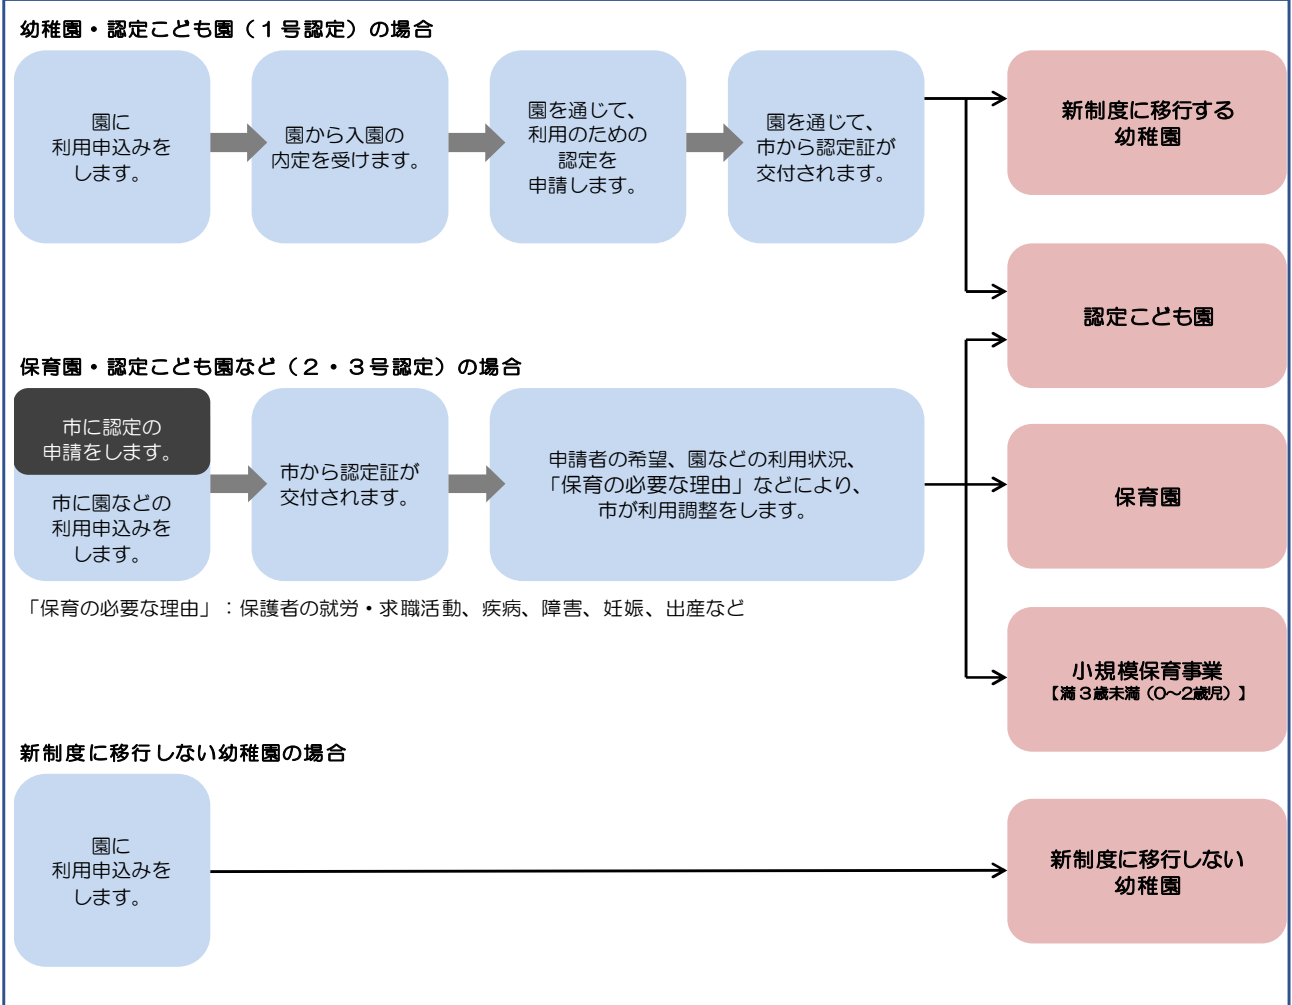 幼稚園・認定こども園（１号認定）の場合
園に
利用申込みを
します。
園から入園の
内定を受けます。
園を通じて、
利用のための
認定を
申請します。
園を通じて、
市から認定証が
交付されます。
新制度に移行する
幼稚園
認定こども園
保育園・認定こども園など（２・３号認定）の場合
市に認定の
申請をします。
市に園などの
利用申込みを
します。
市から認定証が
交付されます。
申請者の希望、園などの利用状況、
「保育の必要な理由」などにより、
市が利用調整をします。
保育園
「保育の必要な理由」：保護者の就労・求職活動、疾病、障害、妊娠、出産など
小規模保育事業
【満３歳未満（０～２歳児）】
新制度に移行しない幼稚園の場合
園に
利用申込みを
します。
新制度に移行しない
幼稚園